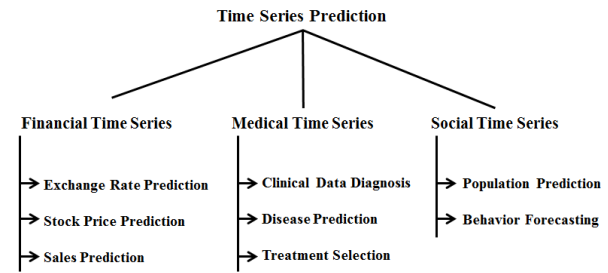 Time Series Prediction
Financial Time Series
Exchange Rate Prediction
Stock Price Prediction
Sales Prediction
Medical Time Series
Clinical Data Diagnosis
Disease Prediction
Treatment Selection
Social Time Series
Population Prediction
Behavior Forecasting